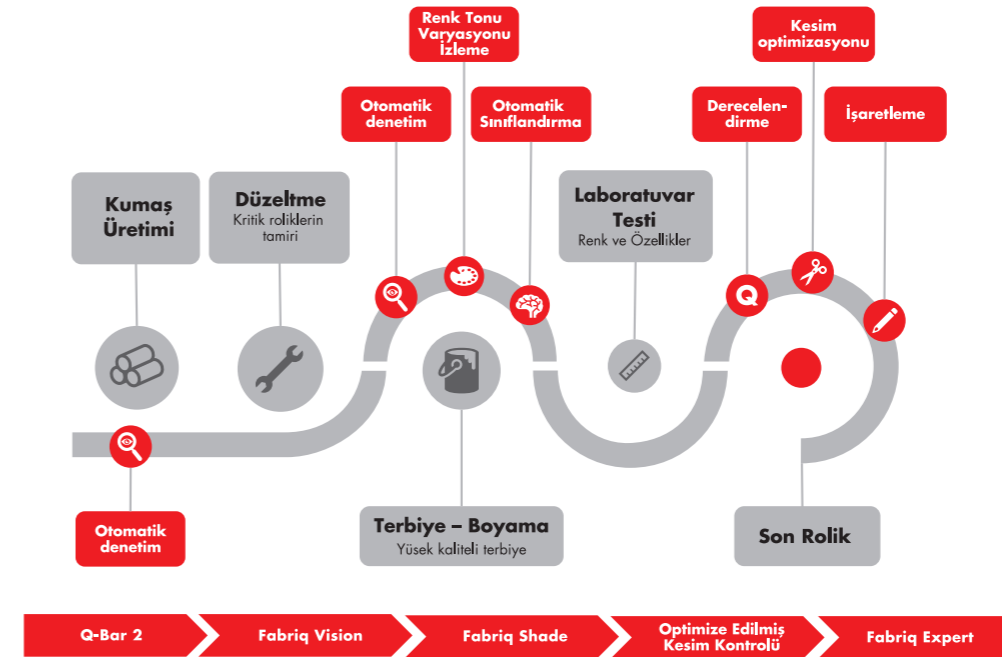 Renk Tonu
Varyasyonu
İzleme
Kesim
optimizasyonu
Otomatik
denetim
Otomatik
Sınıflandırma
Derecelen-
dirme
İşaretleme
Kumaş
Üretimi
Düzeltme
Kritik roliklerin
tamiri
Laboratuvar
Testi
Renk ve Özellikler
Q
Otomatik
denetim
Terbiye – Boyama
Yüsek kaliteli terbiye
Son Rolik
Q-Bar 2
Fabriq Vision
Fabriq Shade
Optimize Edilmiş
Kesim Kontrolü
Fabriq Expert